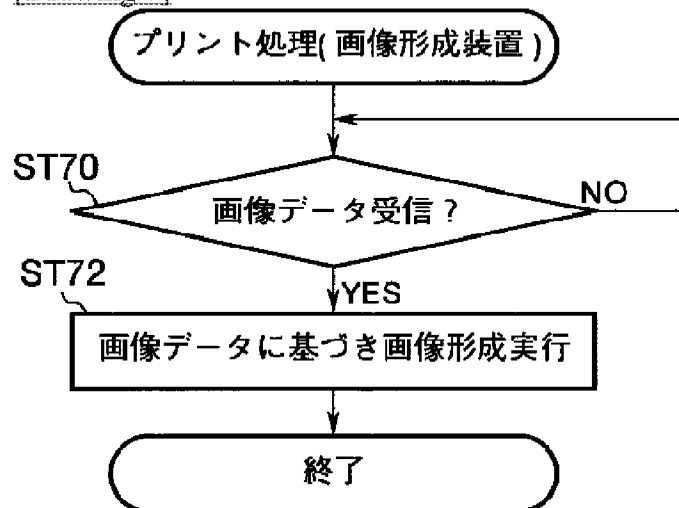 プリント処理(画像形成装置)
ST70
画像データ受信?
NO
ST72
YES
画像データに基づき画像形成実行
終了